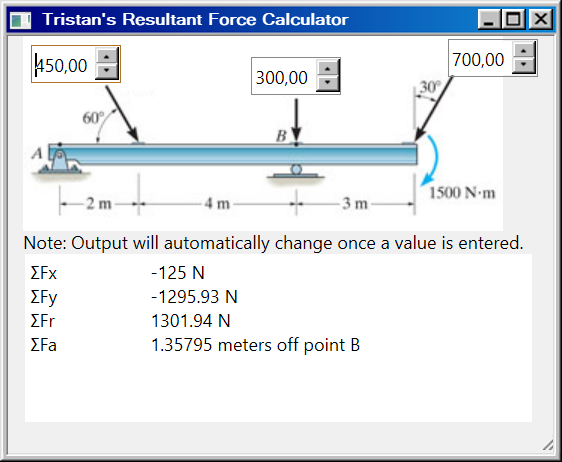 Tristan's Resultant Force Calculator
450,00
300,00
700,00
60°
30°
A
B
1500 N·m
2 m
4 m
3 m
Note: Output will automatically change once a value is entered.
ΣFx -125 N
ΣFy -1295.93 N
ΣFr 1301.94 N
ΣFa 1.35795 meters off point B